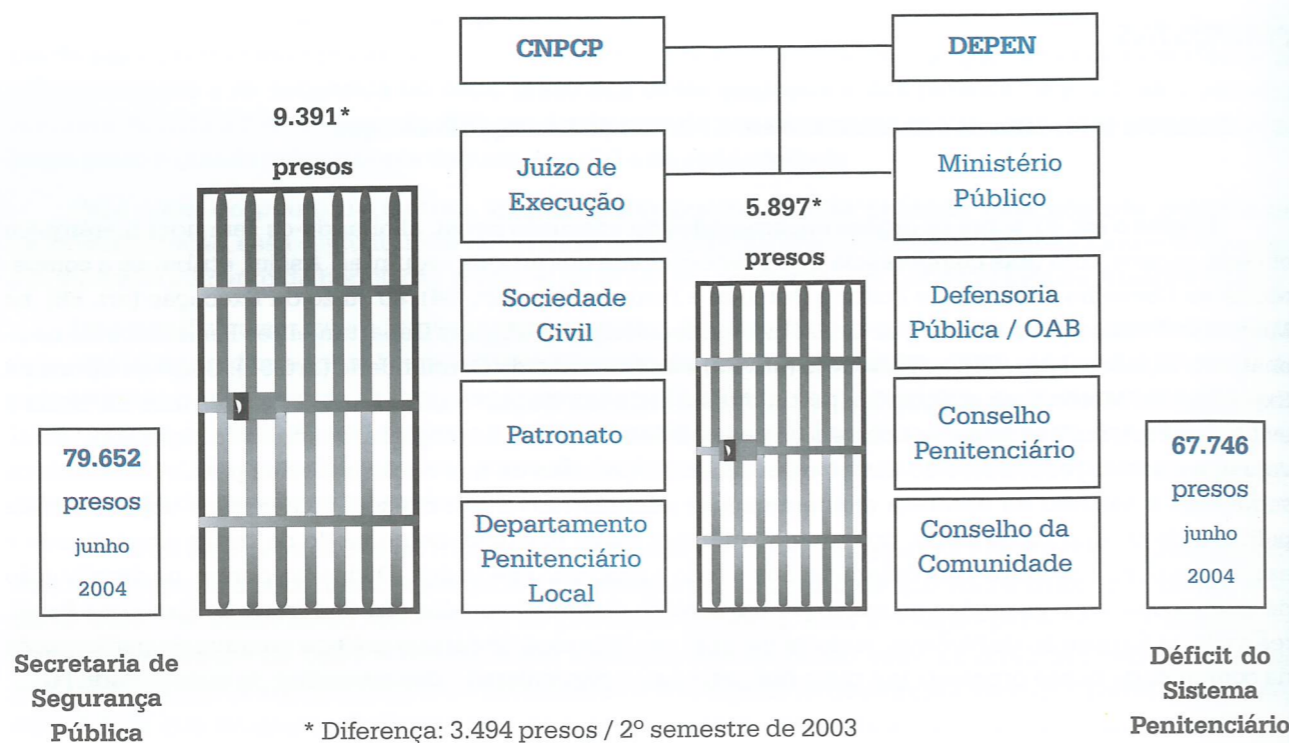 CNPCP
DEPEN
9.391*
presos
Juízo de
Execução
Ministério
Público
5.897*
presos
Sociedade
Civil
Defensoria
Pública / OAB
Patronato
Conselho
Penitenciário
79.652
presos
junho
2004
67.746
presos
junho
2004
Departamento
Penitenciário
Local
Conselho da
Comunidade
Secretaria de
Segurança
Pública
Déficit do
Sistema
Penitenciário
* Diferença: 3.494 presos / 2º semestre de 2003